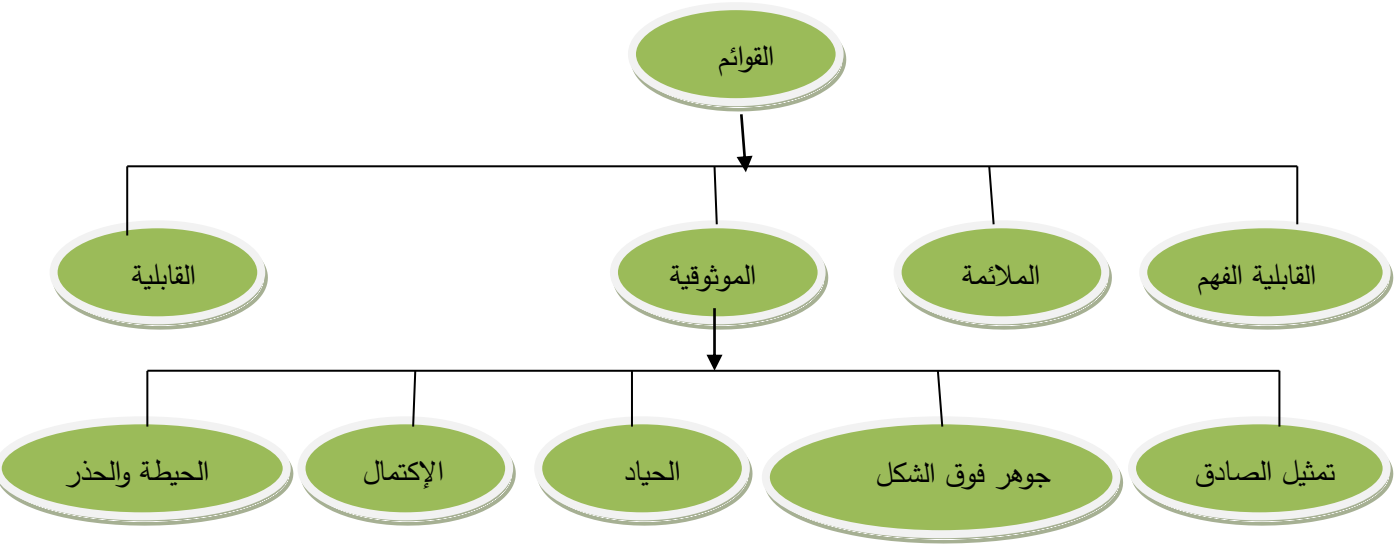 القوائم
القابلية الفهم
الملائمة
الموثوقية
القابلية
تمثيل الصادق
جوهر فوق الشكل
الحياد
الإكتمال
الحيطة والحذر